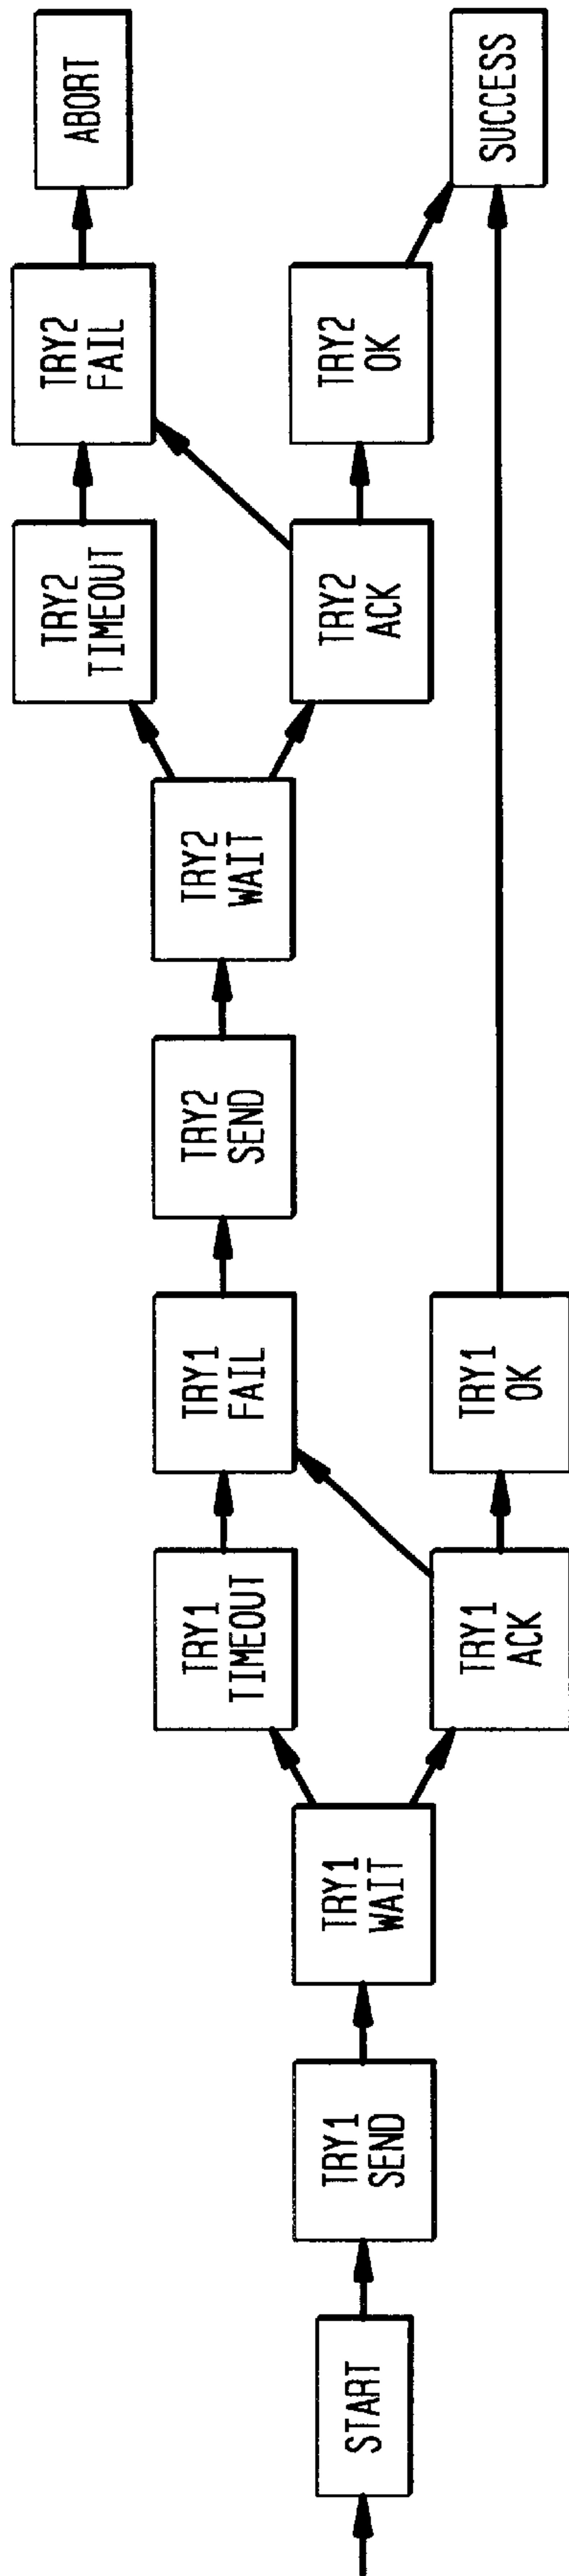 START
TRY1
SEND
TRY1
WAIT
TRY1
TIMEOUT
TRY1
ACK
TRY1
FAIL
TRY1
OK
TRY2
SEND
TRY2
WAIT
TRY2
TIMEOUT
TRY2
ACK
TRY2
FAIL
TRY2
OK
ABORT
SUCCESS